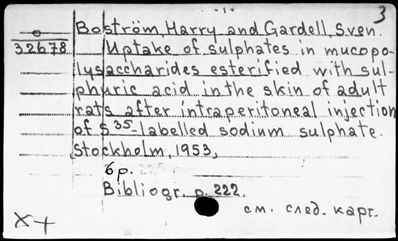 -1- 3
o Boström, Harry and Gardell, Sven.
32678 Uptake of sulphates in mucopo-
lysaccharides esterified with sul-
phuric acid in the skin of adult
rats after intraperitoneal injection
of S35-labelled sodium sulphate.
Stockholm, 1953,
6 p.
Bibliogr. p. 222.
см. след. карт.
X+